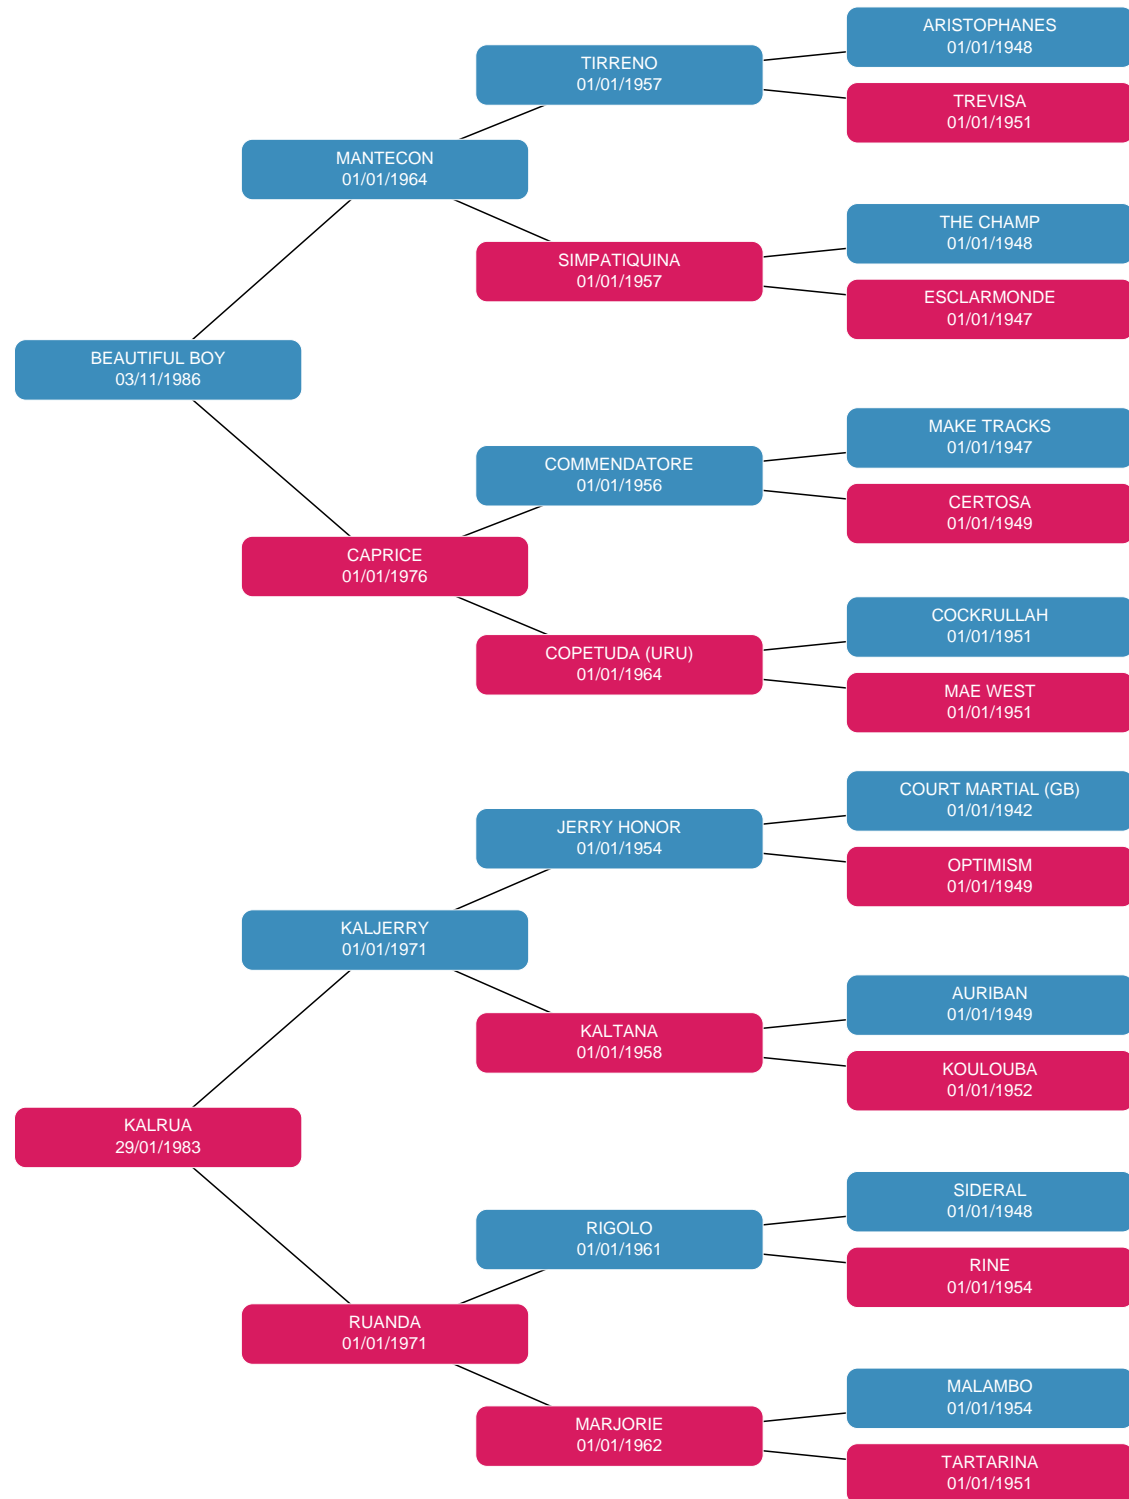 ARISTOPHANES
01/01/1948
TIRRENO
01/01/1957
TREVISA
01/01/1951
MANTECON
01/01/1964
THE CHAMP
01/01/1948
SIMPATIQUINA
01/01/1957
ESCLARMONDE
01/01/1947
BEAUTIFUL BOY
03/11/1986
MAKE TRACKS
01/01/1947
COMMENDATORE
01/01/1956
CERTOSA
01/01/1949
CAPRICE
01/01/1976
COCKRULLAH
01/01/1951
COPETUDA (URU)
01/01/1964
MAE WEST
01/01/1951
COURT MARTIAL (GB)
01/01/1942
JERRY HONOR
01/01/1954
OPTIMISM
01/01/1949
KALJERRY
01/01/1971
AURIBAN
01/01/1949
KALTANA
01/01/1958
KOULOUBA
01/01/1952
KALRUA
29/01/1983
SIDERAL
01/01/1948
RIGOLO
01/01/1961
RINE
01/01/1954
RUANDA
01/01/1971
MALAMBO
01/01/1954
MARJORIE
01/01/1962
TARTARINA
01/01/1951